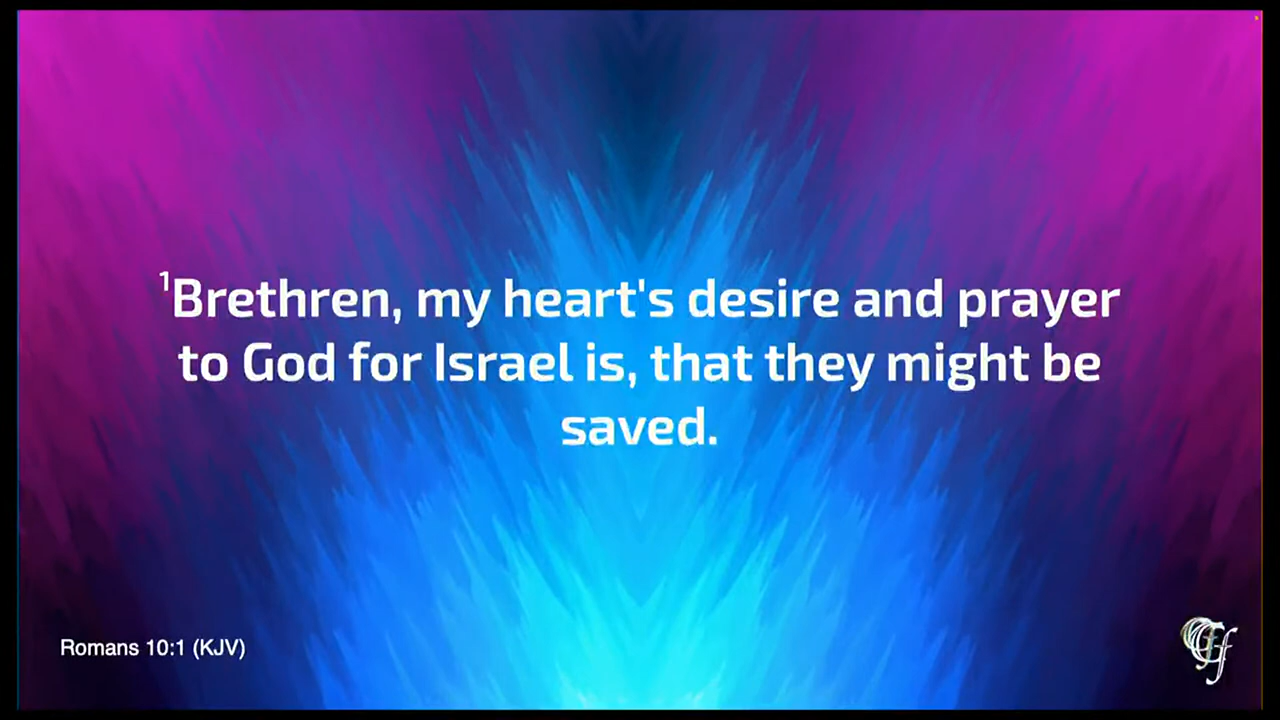 ¹Brethren, my heart's desire and prayer
to God for Israel is, that they might be
saved.
Romans 10:1 (KJV)